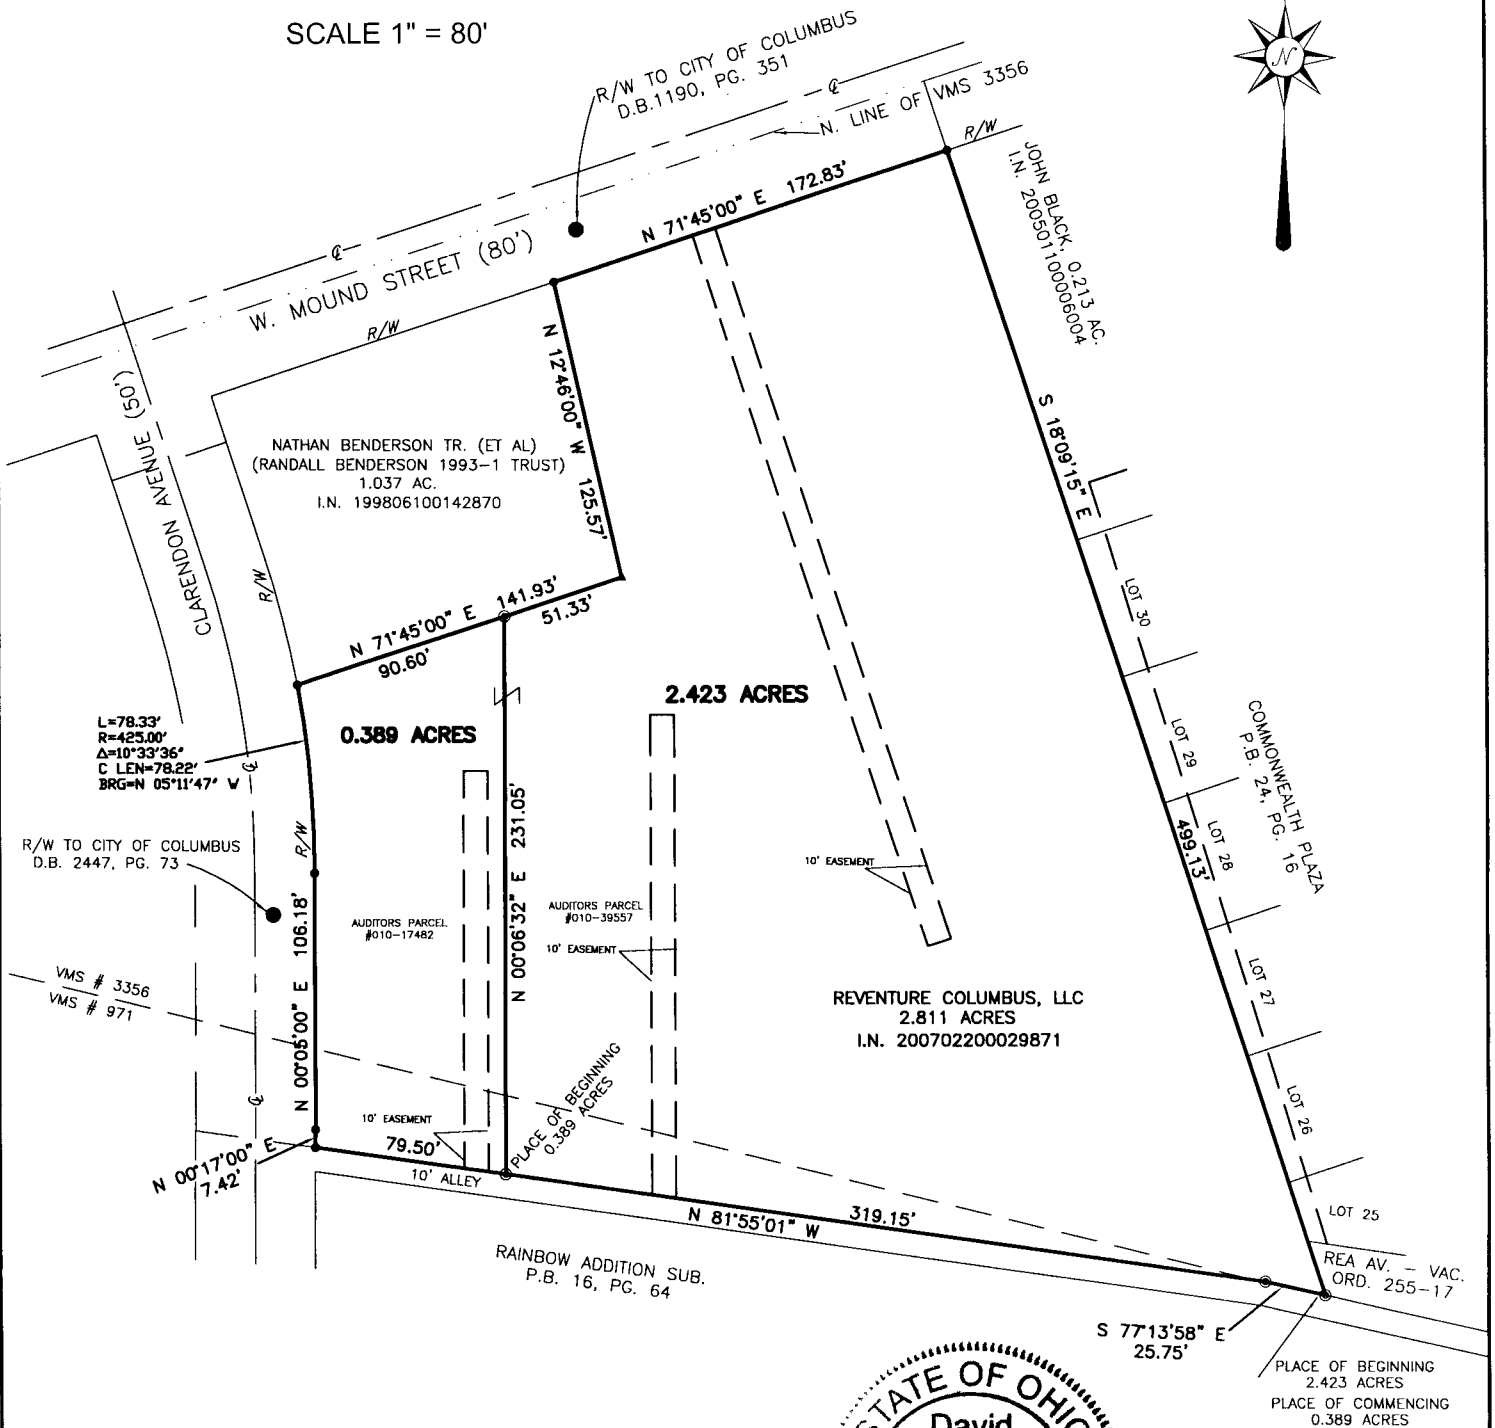 SCALE 1" = 80'
R/W TO CITY OF COLUMBUS
D.B.1190, PG. 351
℄
N. LINE OF VMS 3356
R/W
N
JOHN BLACK, 0.213 AC.
I.N. 200501100006004
N 71°45'00" E 172.83'
℄
W. MOUND STREET (80')
R/W
CLARENDON AVENUE (50')
N 12°46'00" W 125.57'
NATHAN BENDERSON TR. (ET AL)
(RANDALL BENDERSON 1993-1 TRUST)
1.037 AC.
I.N. 199806100142870
S 18°09'15" E
499.13'
R/W
N 71°45'00" E 141.93'
90.60'
51.33'
LOT 30
LOT 29
LOT 28
LOT 27
LOT 26
LOT 25
COMMONWEALTH PLAZA
P.B. 24, PG. 16
0.389 ACRES
2.423 ACRES
L=78.33'
R=425.00'
Δ=10°33'36"
C LEN=78.22'
BRG=N 05°11'47" W
℄
R/W
R/W TO CITY OF COLUMBUS
D.B. 2447, PG. 73
N 00°05'00" E 106.18'
AUDITORS PARCEL
#010-17482
N 00°06'32" E 231.05'
AUDITORS PARCEL
#010-39557
10' EASEMENT
10' EASEMENT
REVENTURE COLUMBUS, LLC
2.811 ACRES
I.N. 200702200029871
VMS # 3356
VMS # 971
℄
10' EASEMENT
79.50'
10' ALLEY
PLACE OF BEGINNING
0.389 ACRES
N 00°17'00" E
7.42'
N 81°55'01" W 319.15'
RAINBOW ADDITION SUB.
P.B. 16, PG. 64
REA AV. - VAC.
ORD. 255-17
S 77°13'58" E
25.75'
PLACE OF BEGINNING
2.423 ACRES
PLACE OF COMMENCING
0.389 ACRES
STATE OF OHIO
David